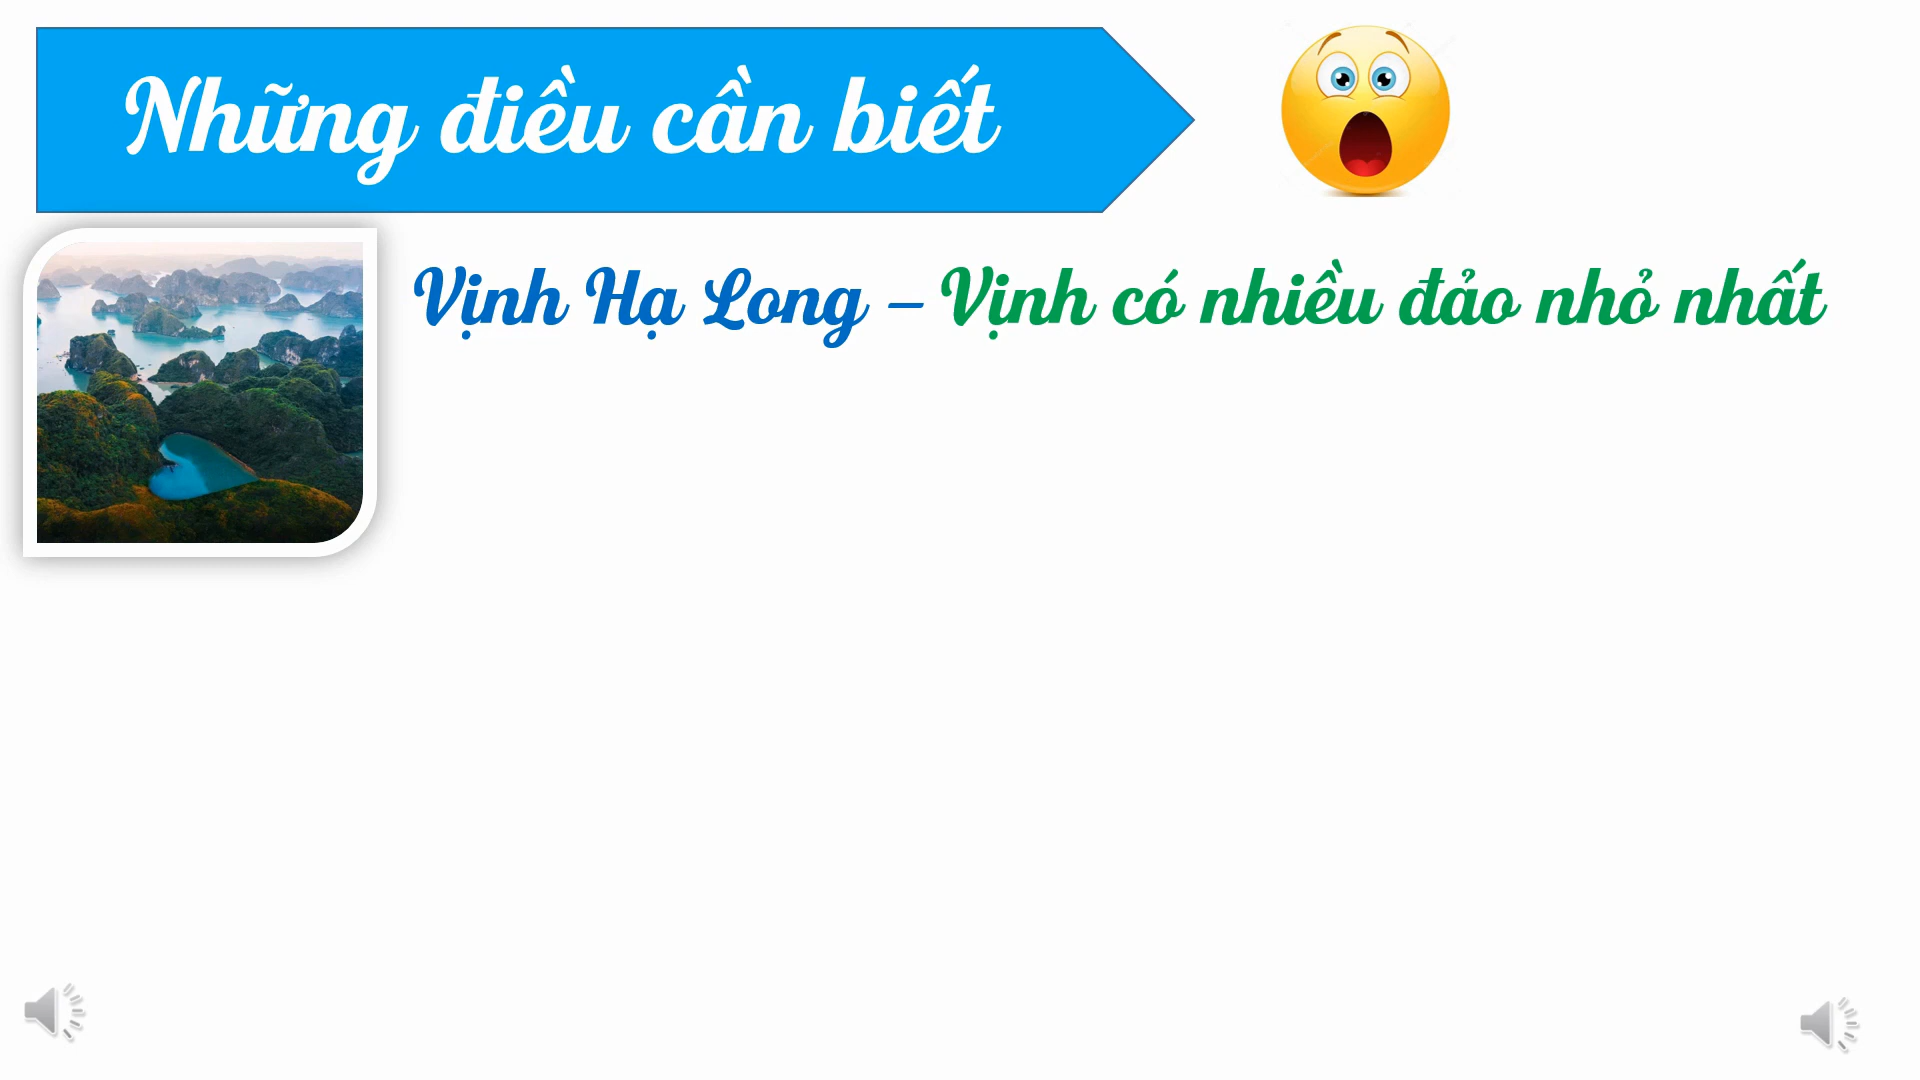 Những điều cần biết
Vịnh Hạ Long – Vịnh có nhiều đảo nhỏ nhất